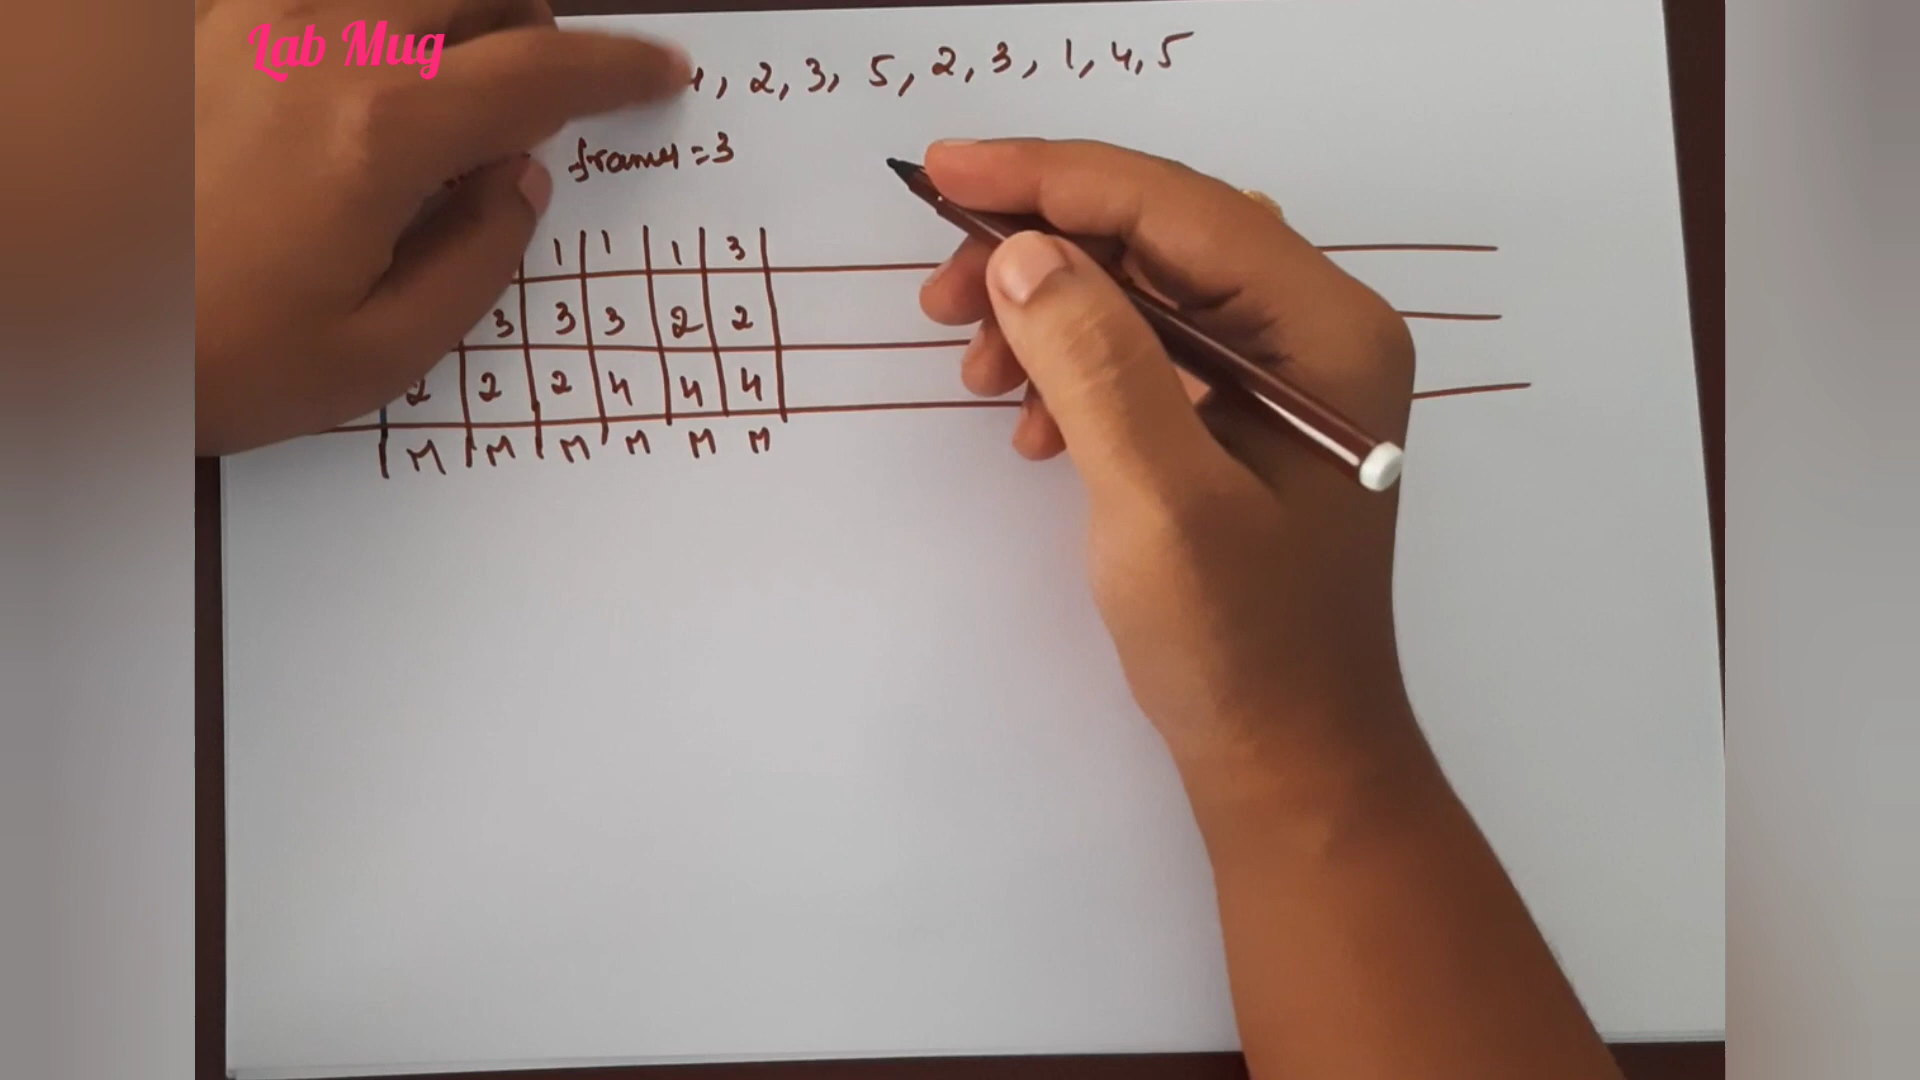 Lab Mug
, 2, 3, 5, 2, 3, 1, 4, 5
frames = 3
1 1 1 3
3 3 3 2 2
2 2 2 4 4 4
M M M M M M